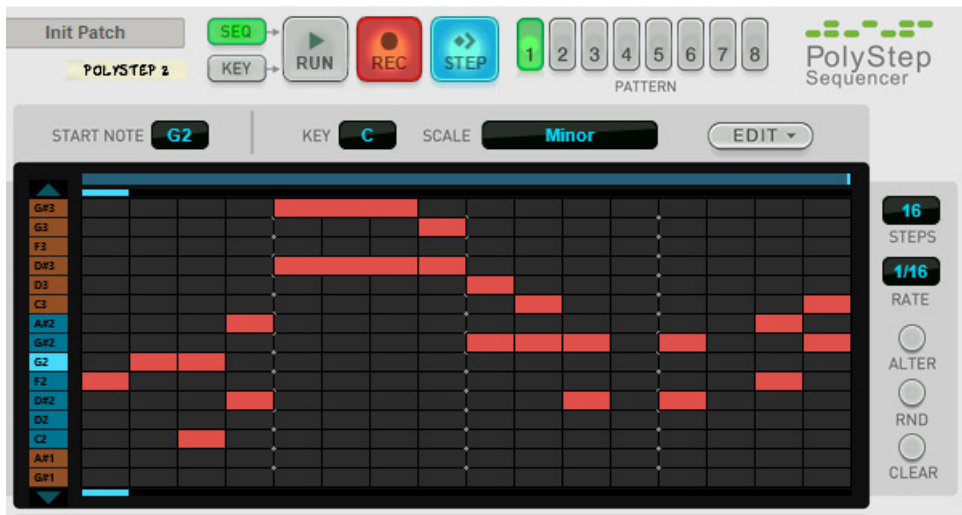 Init Patch
SEQ
KEY
POLYSTEP 2
RUN
REC
STEP
1 2 3 4 5 6 7 8
PATTERN
PolyStep
Sequencer
START NOTE G2
KEY C
SCALE Minor
EDIT
G#3
G3
F3
D#3
D3
C3
A#2
G#2
G2
F2
D#2
D2
C2
A#1
G#1
16
STEPS
1/16
RATE
ALTER
RND
CLEAR